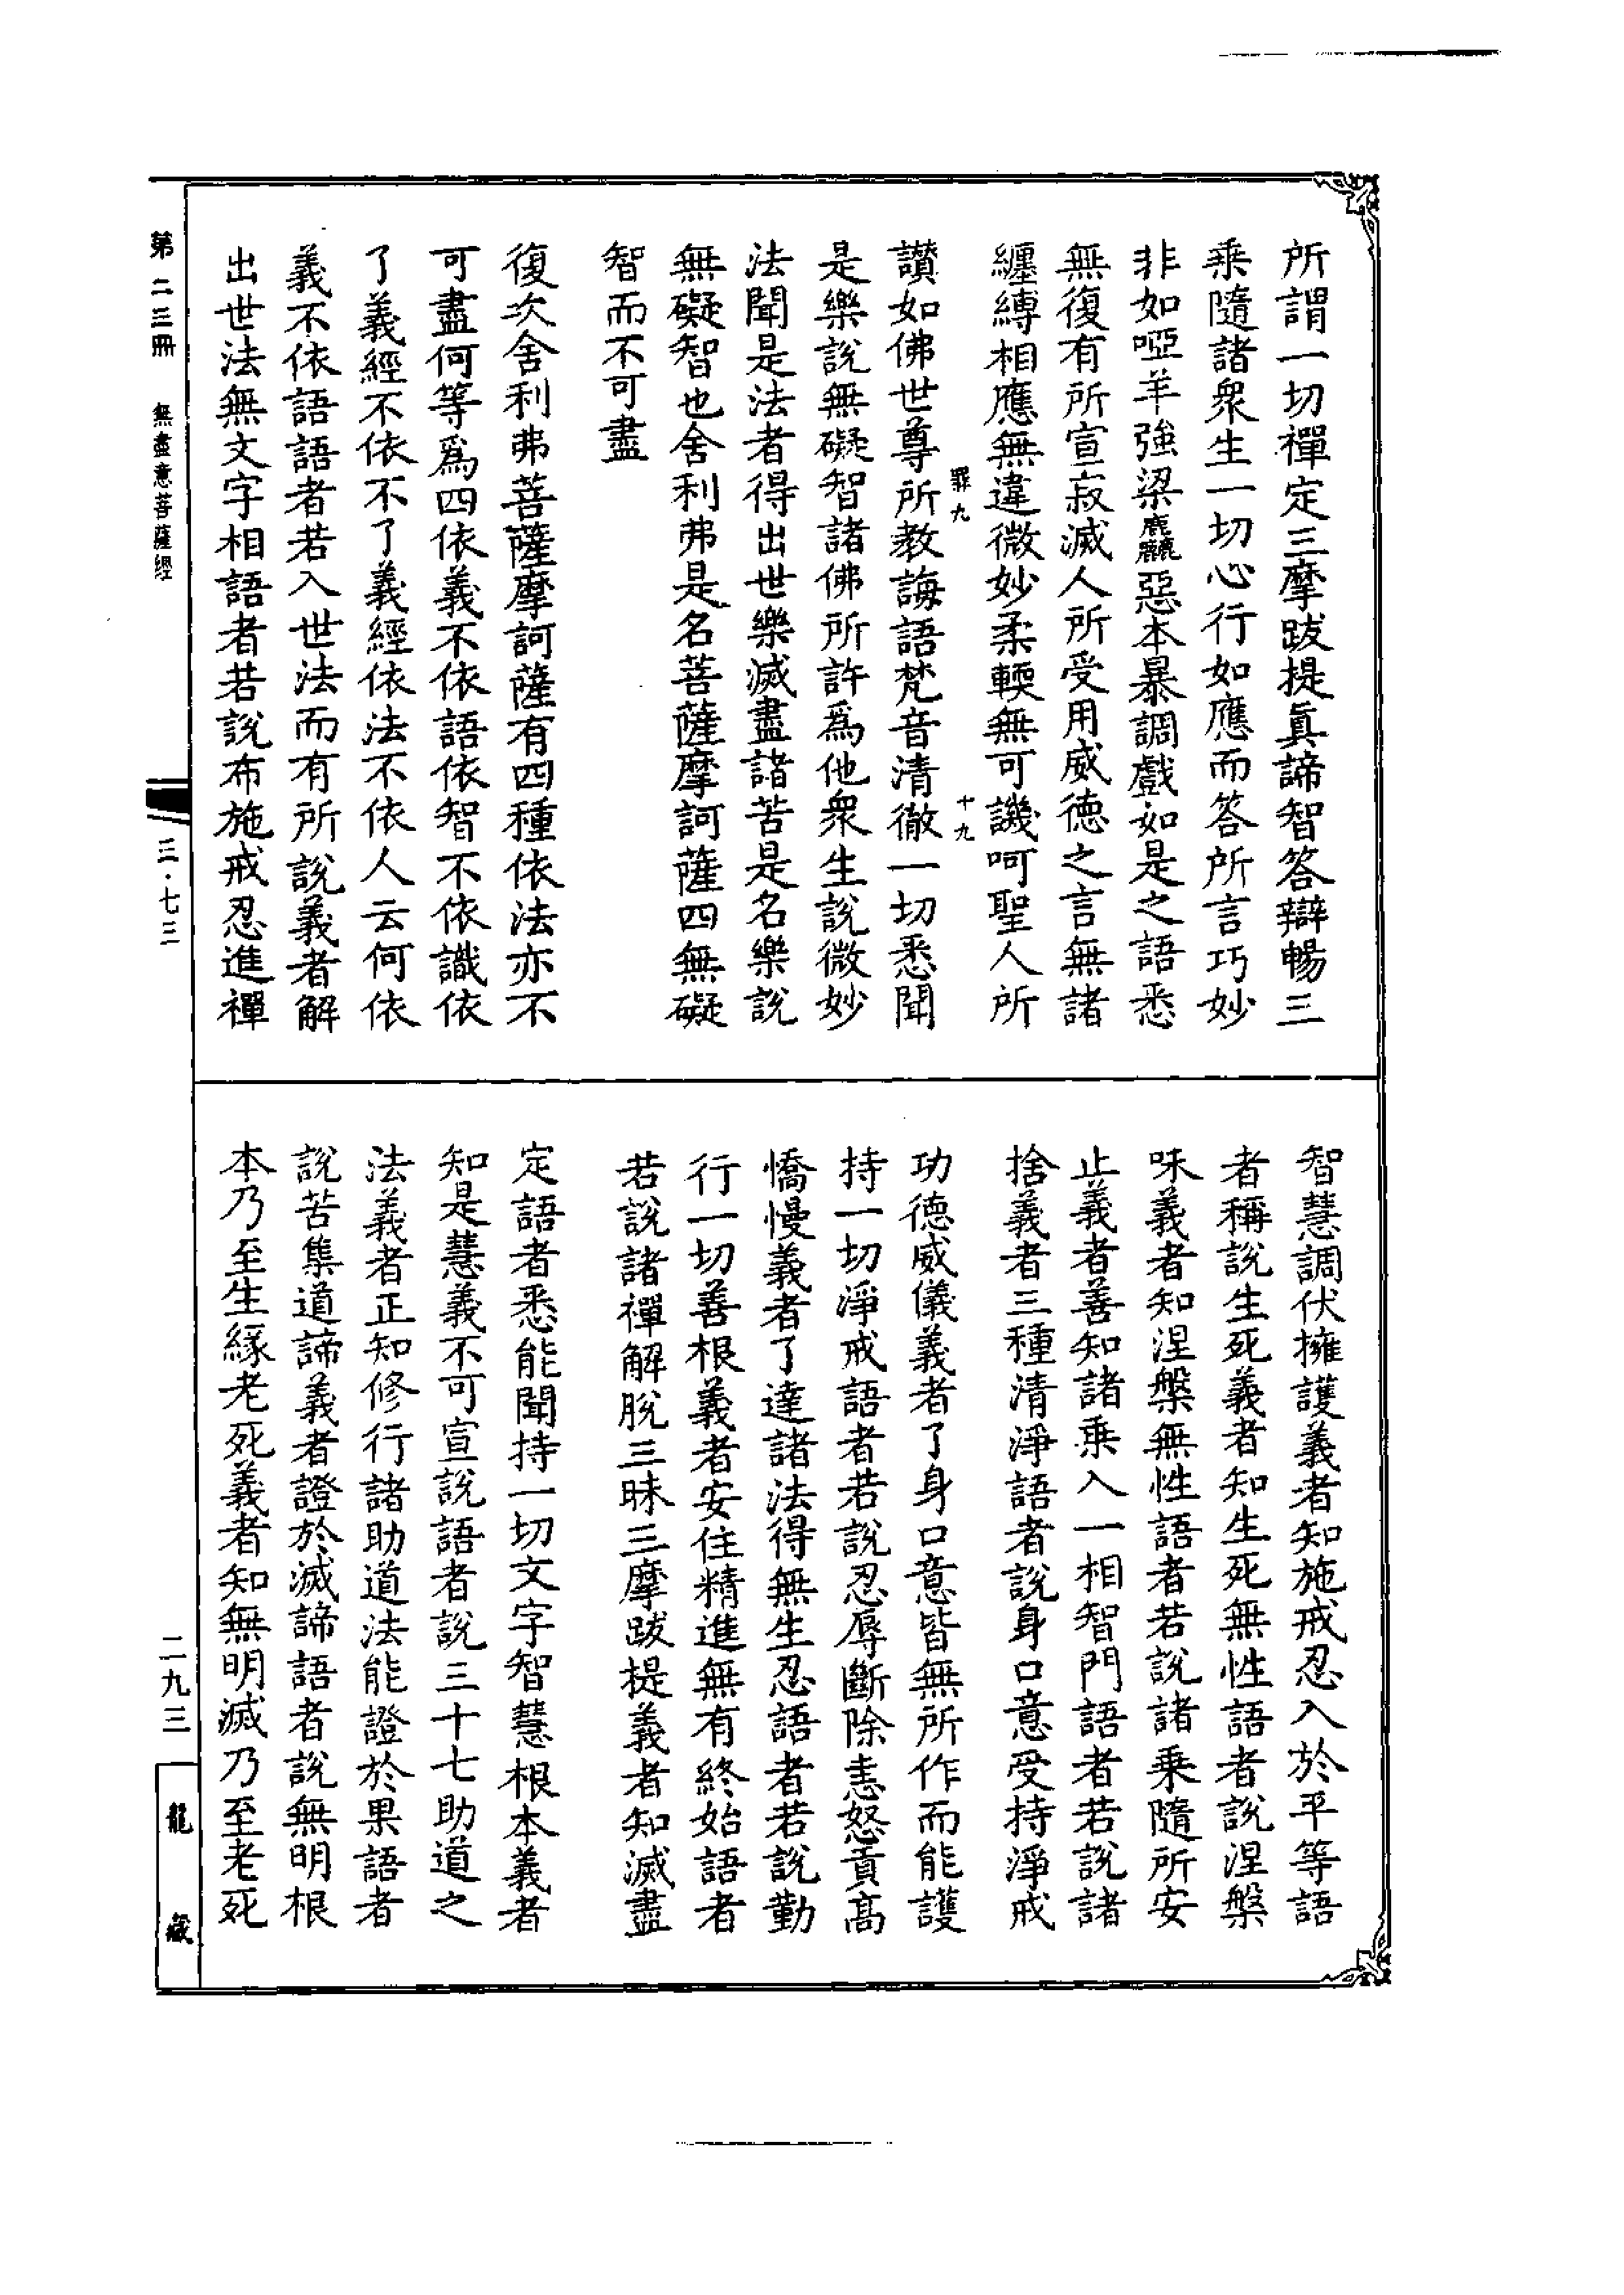 所謂一切禪定三摩跋提真諦智答辯暢三
乘隨諸衆生一切心行如應而答所言巧妙
非如啞羊強梁麤惡本暴調戲如是之語悉
無復有所宣寂滅人所受用威德之言無諸
纏縛相應無違微妙柔輭無可譏呵聖人所
罪九 十九
讃如佛世尊所教誨語梵音清徹一切悉聞
是樂說無礙智諸佛所許爲他衆生說微妙
法聞是法者得出世樂滅盡諸苦是名樂說
無礙智也舍利弗是名菩薩摩訶薩四無礙
智而不可盡
復次舍利弗菩薩摩訶薩有四種依法亦不
可盡何等爲四依義不依語依智不依識依
了義經不依不了義經依法不依人云何依
義不依語語者若入世法而有所說義者解
出世法無文字相語者若說布施戒忍進禪
智慧調伏擁護義者知施戒忍入於平等語
者稱說生死義者知生死無性語者說涅槃
味義者知涅槃無性語者若說諸乘隨所安
止義者善知諸乘入一相智門語者若說諸
捨義者三種清淨語者說身口意受持淨戒
功德威儀義者了身口意皆無所作而能護
持一切淨戒語者若說忍辱斷除恚怒貢高
憍慢義者了達諸法得無生忍語者若說勤
行一切善根義者安住精進無有終始語者
若說諸禪解脫三昧三摩跋提義者知滅盡
定語者悉能聞持一切文字智慧根本義者
知是慧義不可宣說語者說三十七助道之
法義者正知修行諸助道法能證於果語者
說苦集道諦義者證於滅諦語者說無明根
本乃至生緣老死義者知無明滅乃至老死
第二三冊 無盡意菩薩經
三·七三
二九三
龍藏